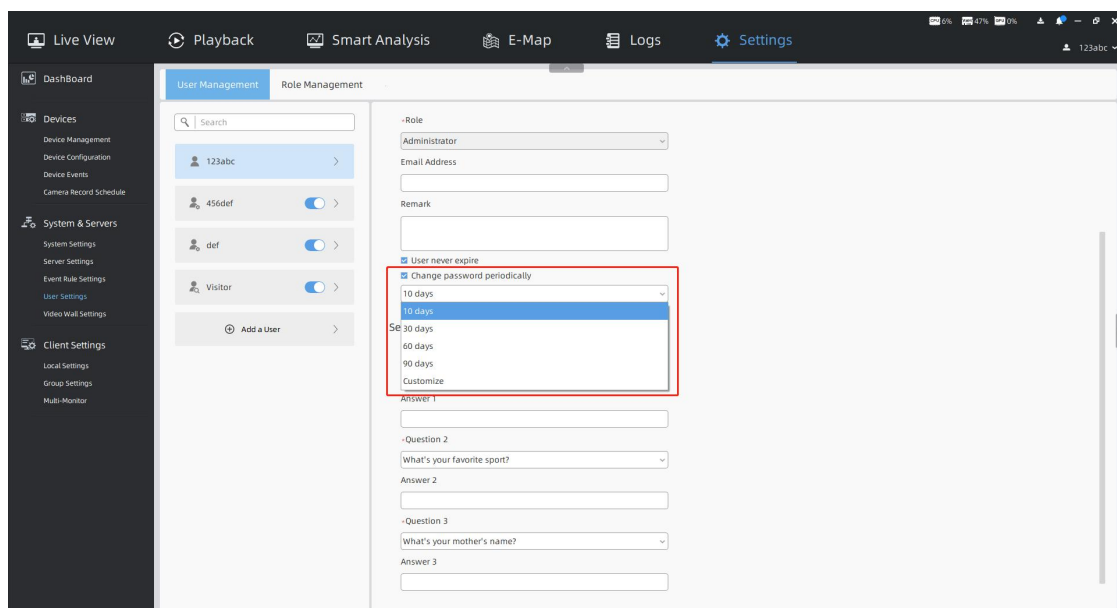 CPU 6% RAM 47% GPU 0%
Live View Playback Smart Analysis E-Map Logs Settings
123abc
DashBoard
Devices
Device Management
Device Configuration
Device Events
Camera Record Schedule
System & Servers
System Settings
Server Settings
Event Rule Settings
User Settings
Video Wall Settings
Client Settings
Local Settings
Group Settings
Multi-Monitor
User Management Role Management
Search
123abc
456def
def
Visitor
Add a User
*Role
Administrator
Email Address
Remark
User never expire
Change password periodically
10 days
10 days
Se
30 days
60 days
90 days
Customize
Answer 1
*Question 2
What's your favorite sport?
Answer 2
*Question 3
What's your mother's name?
Answer 3